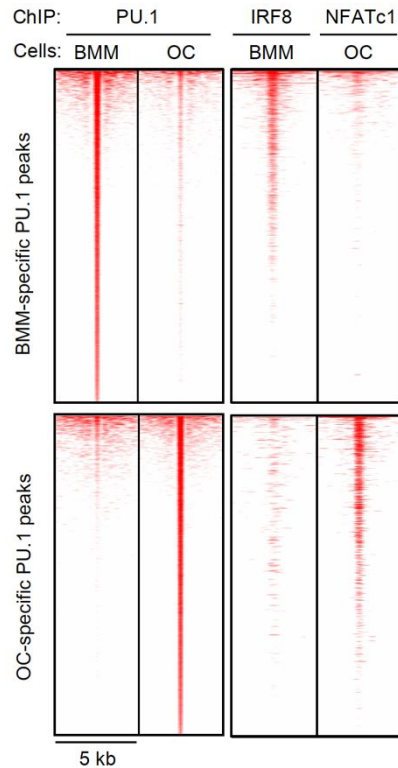 ChIP: PU.1 IRF8 NFATc1
Cells: BMM OC BMM OC
BMM-specific PU.1 peaks
OC-specific PU.1 peaks
5 kb